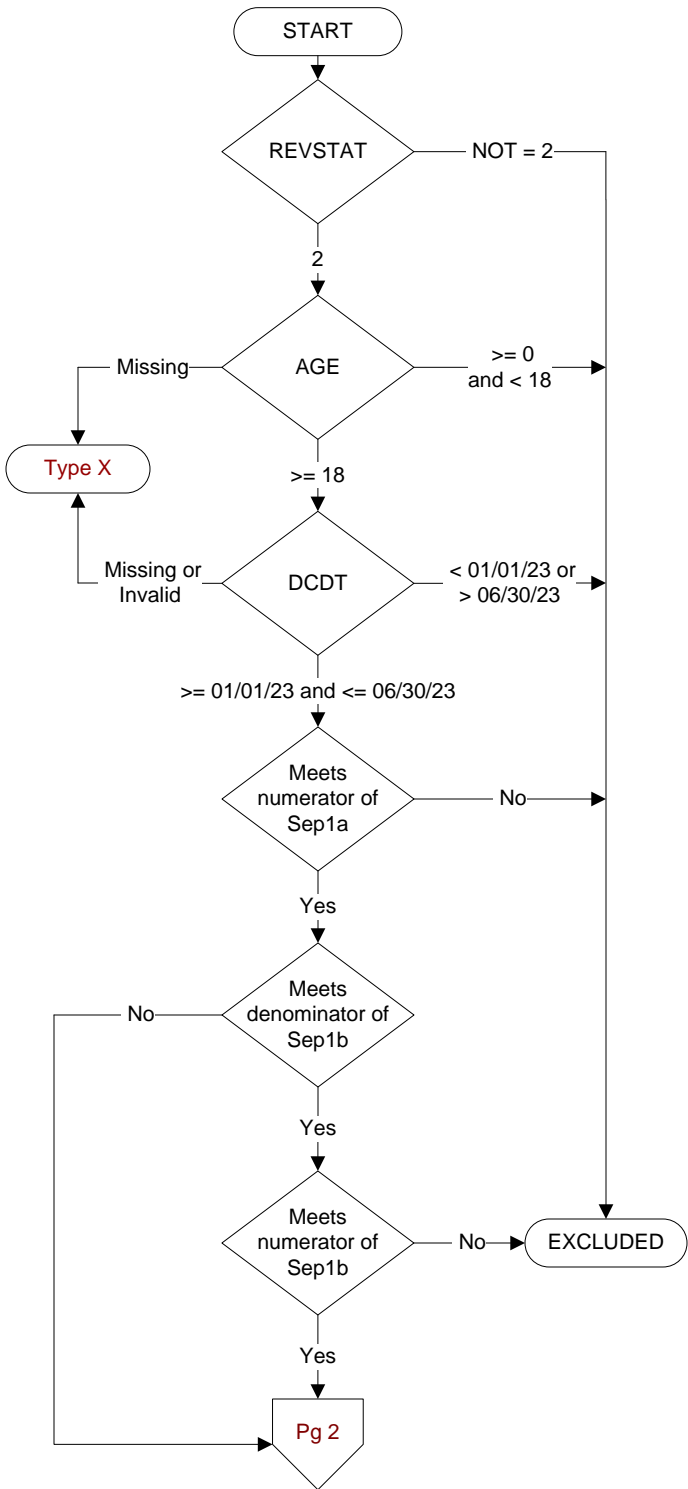 START
REVSTAT
NOT = 2
2
Missing
AGE
>= 0
and < 18
Type X
>= 18
Missing or
Invalid
DCDT
< 01/01/23 or
> 06/30/23
>= 01/01/23 and <= 06/30/23
Meets
numerator of
Sep1a
No
Yes
No
Meets
denominator of
Sep1b
Yes
Meets
numerator of
Sep1b
No
EXCLUDED
Yes
Pg 2